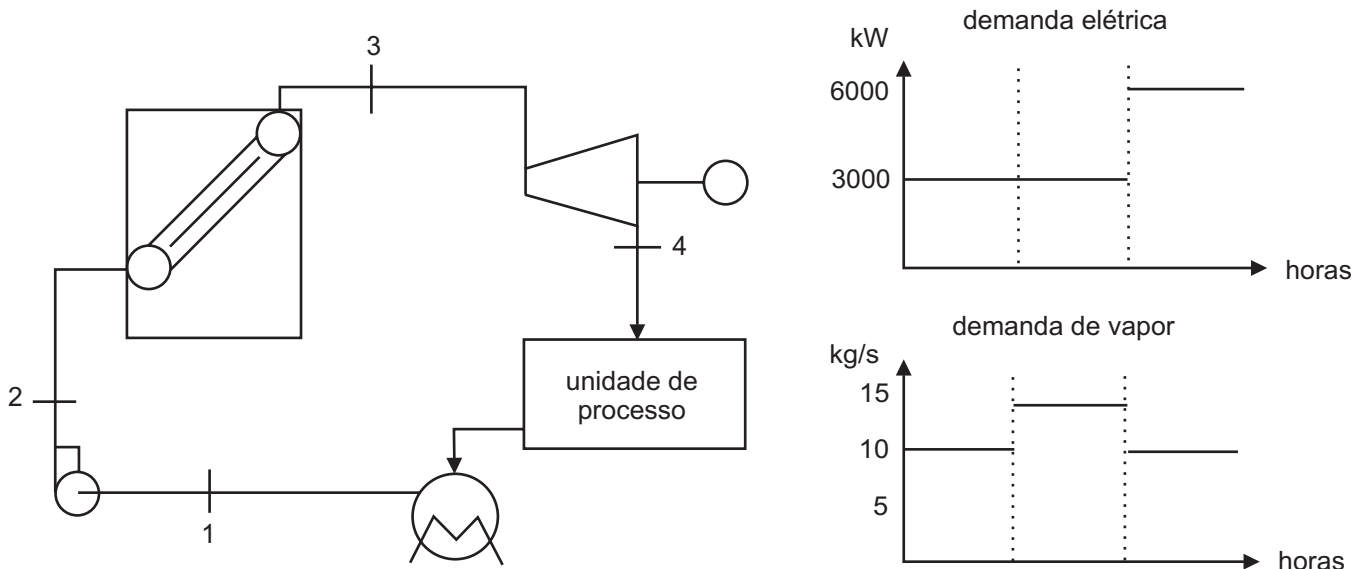 3
4
2
1
unidade de
processo
demanda elétrica
kW
6000
3000
horas
demanda de vapor
kg/s
15
10
5
horas